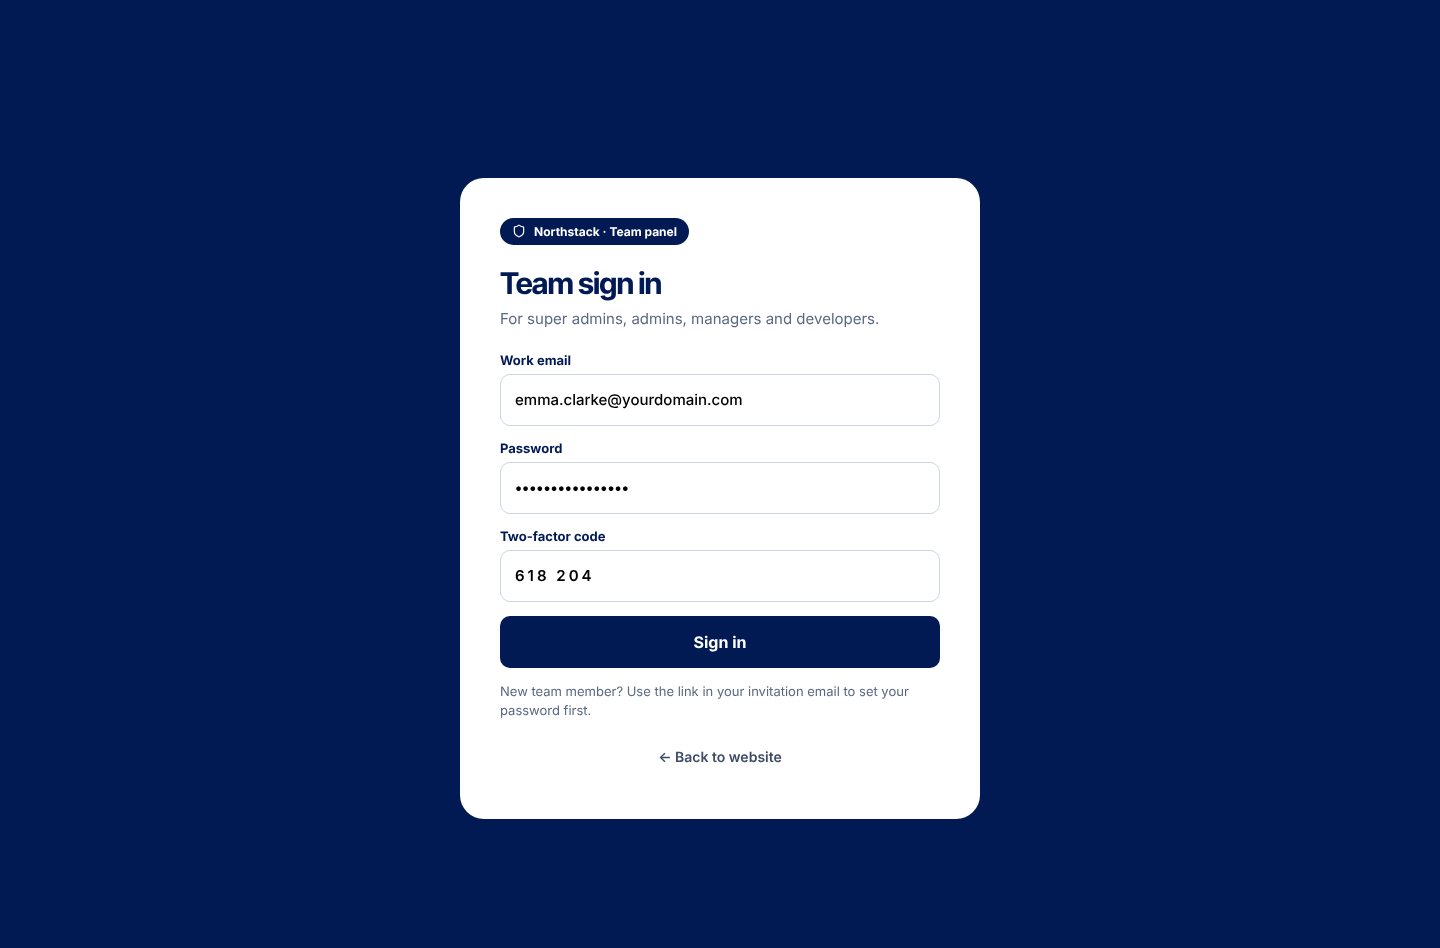 Northstack · Team panel
Team sign in
For super admins, admins, managers and developers.
Work email
emma.clarke@yourdomain.com
Password
••••••••••••••••
Two-factor code
618 204
Sign in
New team member? Use the link in your invitation email to set your
password first.
← Back to website